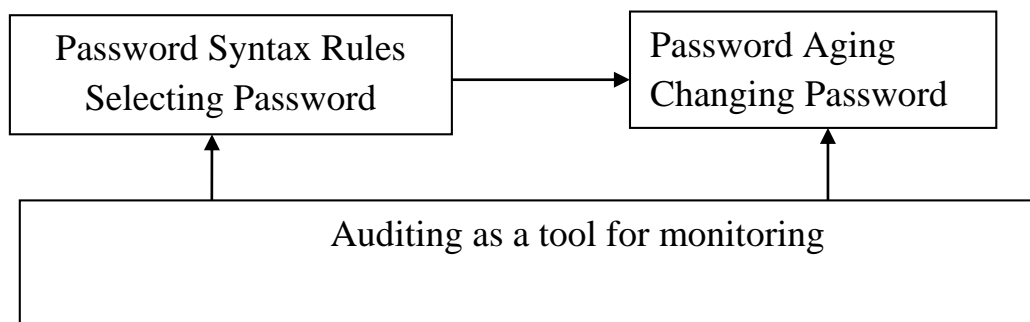 Password Syntax Rules
Selecting Password
Password Aging
Changing Password
Auditing as a tool for monitoring